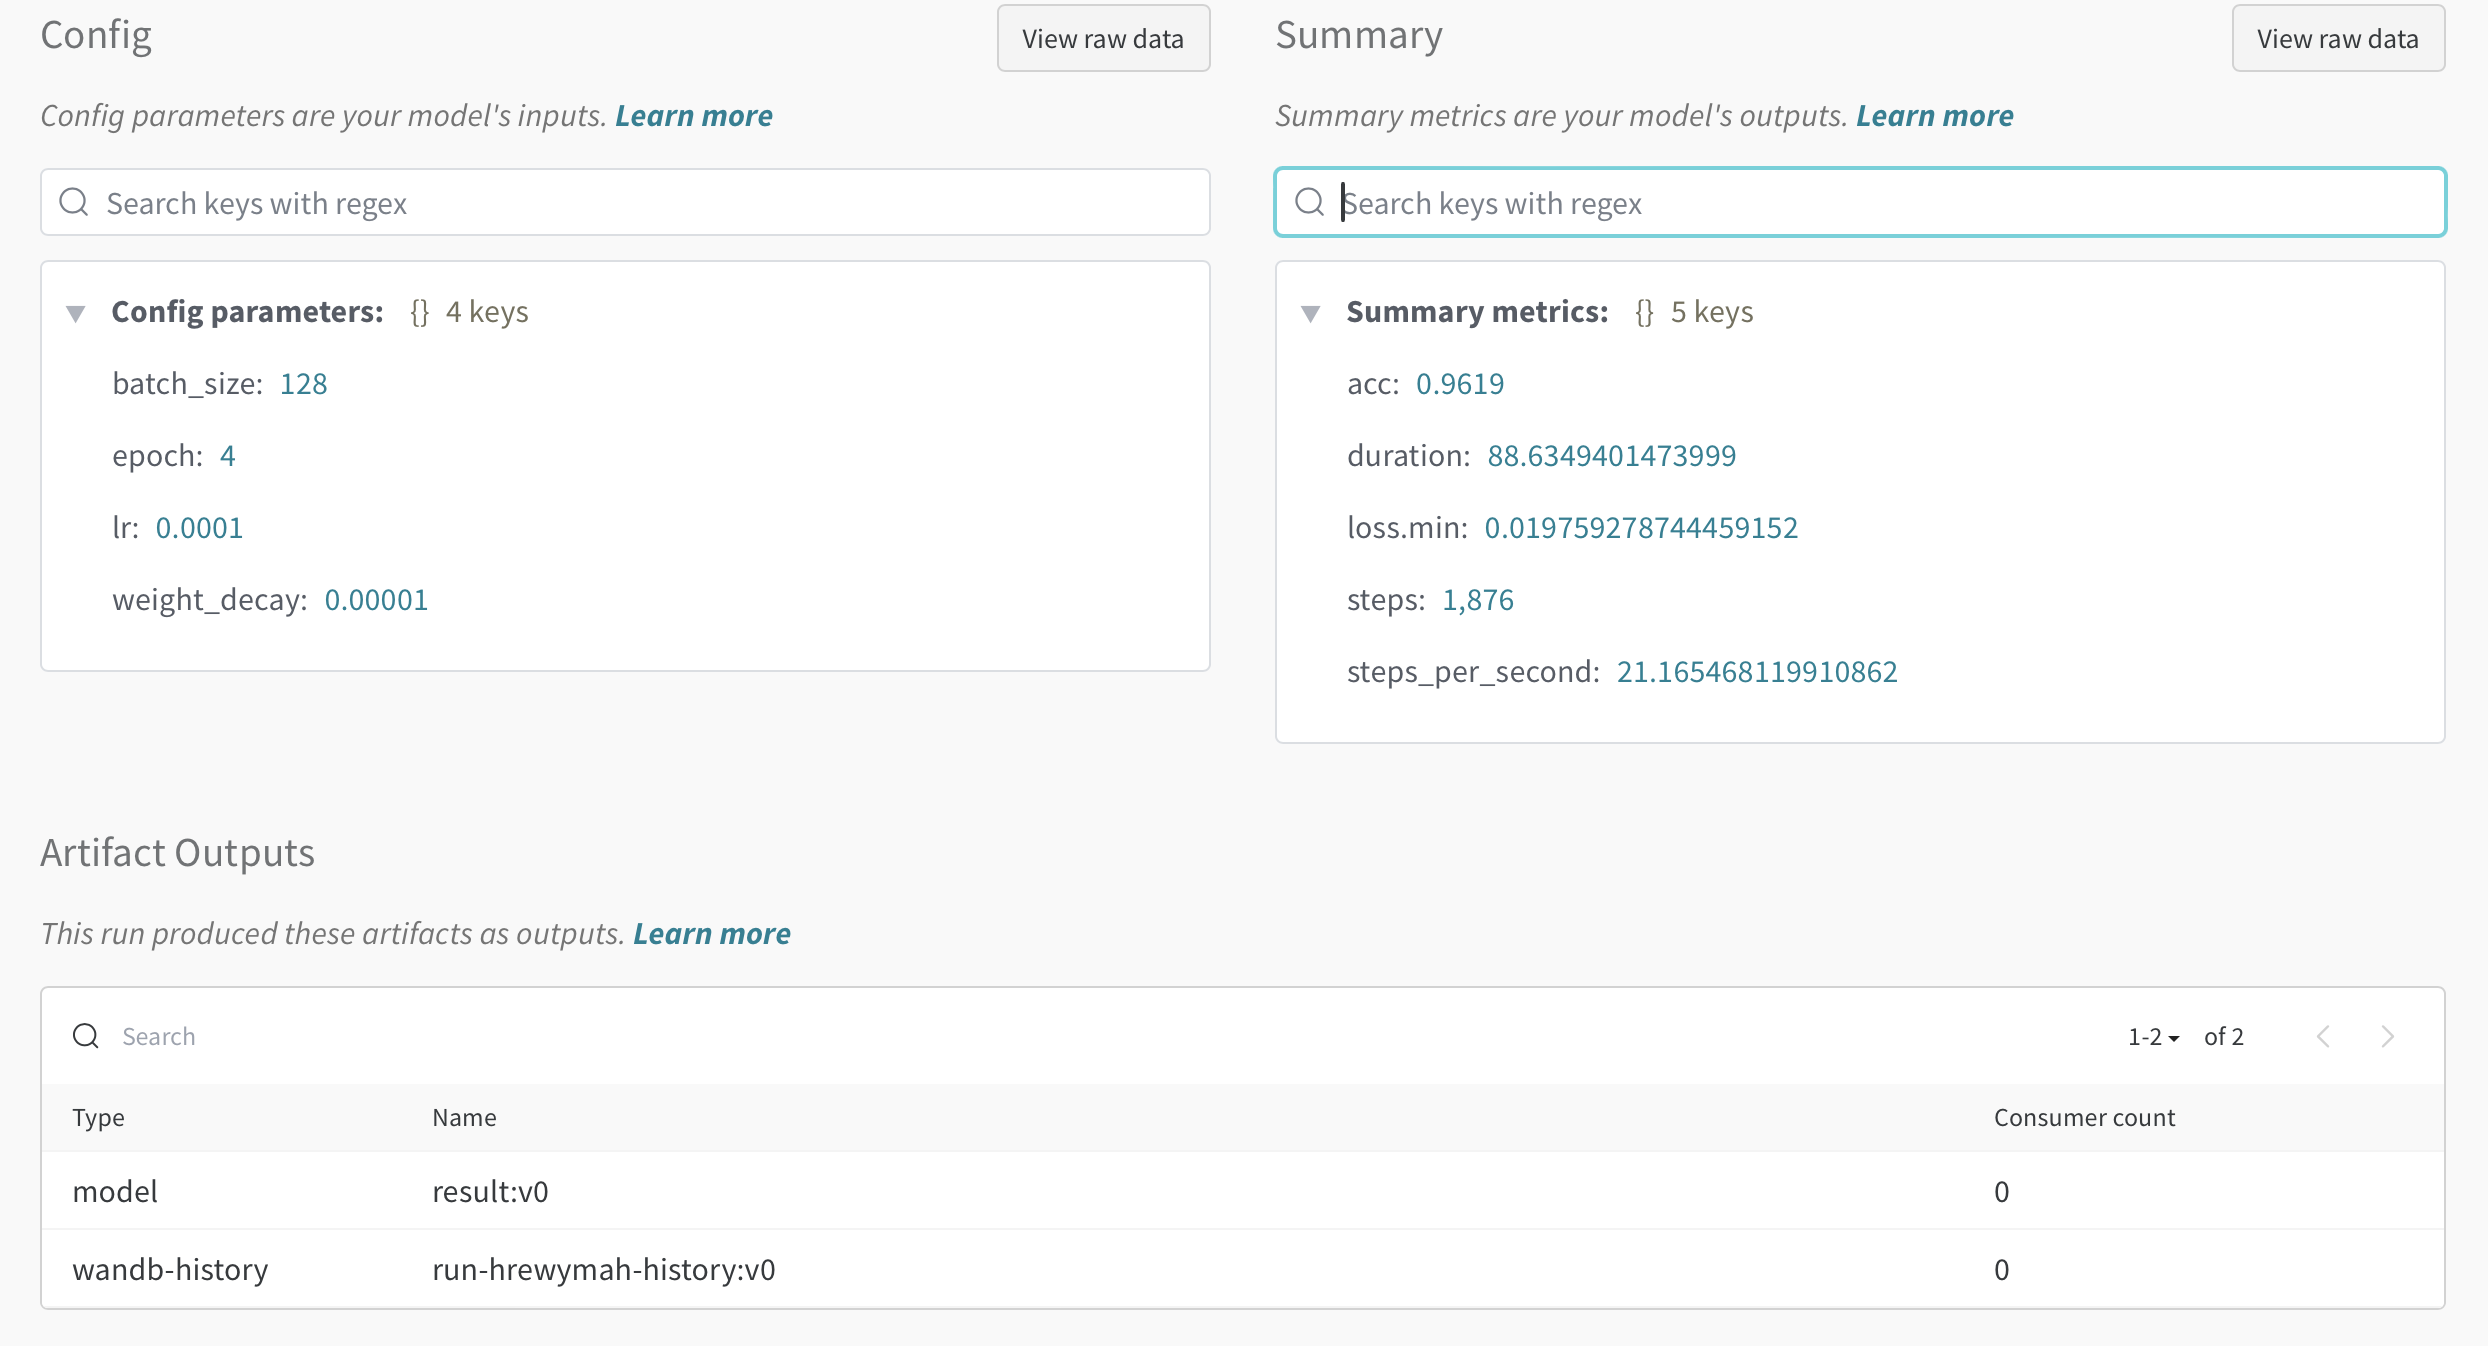 Config
View raw data
Config parameters are your model's inputs. Learn more
Search keys with regex
Config parameters: {} 4 keys
batch_size: 128
epoch: 4
lr: 0.0001
weight_decay: 0.00001
Summary
View raw data
Summary metrics are your model's outputs. Learn more
Search keys with regex
Summary metrics: {} 5 keys
acc: 0.9619
duration: 88.6349401473999
loss.min: 0.019759278744459152
steps: 1,876
steps_per_second: 21.165468119910862
Artifact Outputs
This run produced these artifacts as outputs. Learn more
Search 1-2 of 2
Type Name Consumer count
model result:v0 0
wandb-history run-hrewymah-history:v0 0